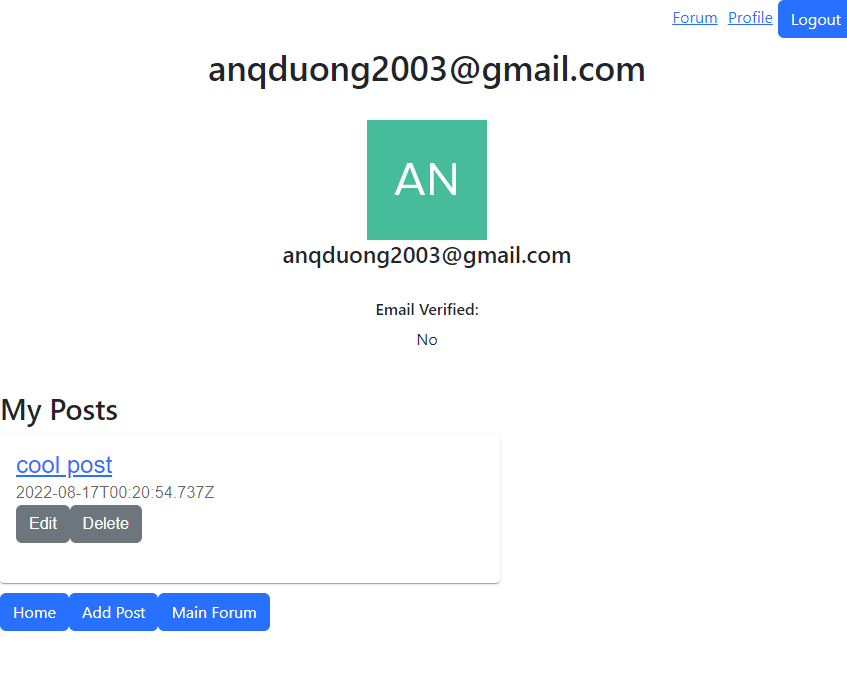 Forum Profile Logout
anqduong2003@gmail.com
AN
anqduong2003@gmail.com
Email Verified:
No
My Posts
cool post
2022-08-17T00:20:54.737Z
Edit Delete
Home Add Post Main Forum